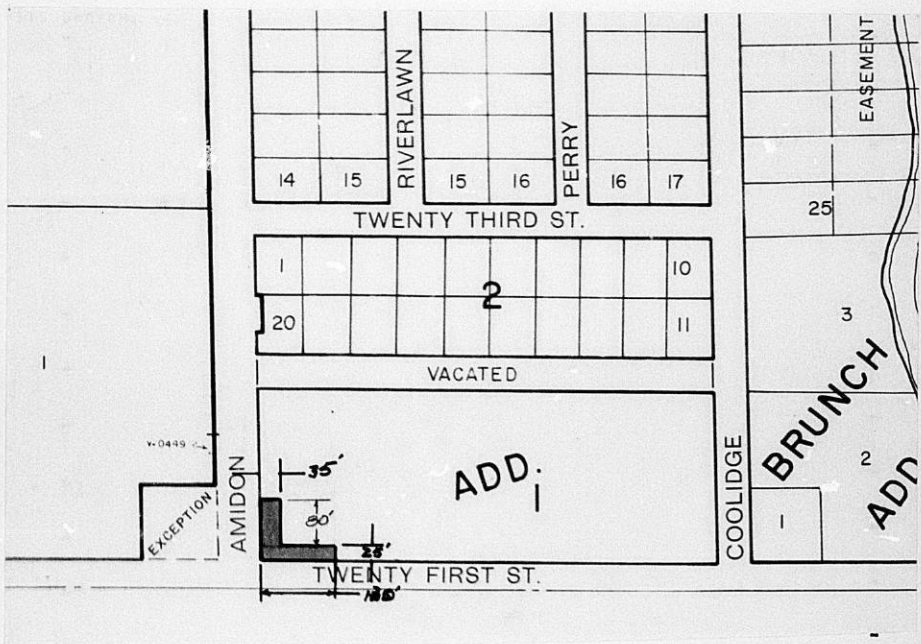 EASEMENT
RIVERLAWN
PERRY
14 15 15 16 16 17
25
TWENTY THIRD ST.
1 10
2
20 11
3
1
VACATED
BRUNCH
ADD
2
1
V-0449
AMIDON
35'
ADD.
1
COOLIDGE
EXCEPTION
80'
25'
TWENTY FIRST ST.